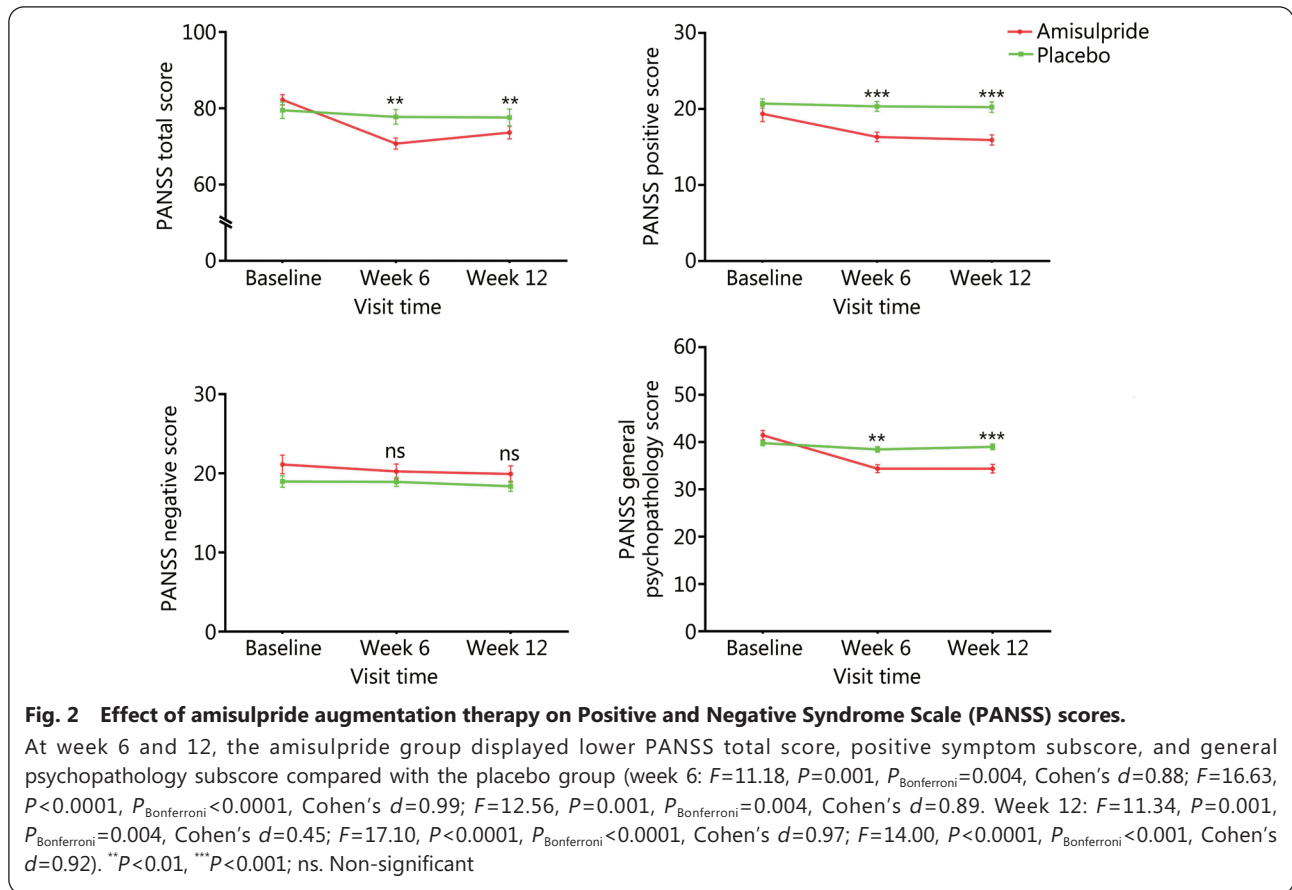 Amisulpride
Placebo
PANSS total score
100
80
60
0
**
**
Baseline Week 6 Week 12
Visit time
PANSS positive score
30
20
10
0
***
***
Baseline Week 6 Week 12
Visit time
PANSS negative score
30
20
10
0
ns
ns
Baseline Week 6 Week 12
Visit time
PANSS general
psychopathology score
60
50
40
30
20
10
0
**
***
Baseline Week 6 Week 12
Visit time
Fig. 2 Effect of amisulpride augmentation therapy on Positive and Negative Syndrome Scale (PANSS) scores.
At week 6 and 12, the amisulpride group displayed lower PANSS total score, positive symptom subscore, and general
psychopathology subscore compared with the placebo group (week 6: F=11.18, P=0.001, PBonferroni=0.004, Cohen's d=0.88; F=16.63,
P<0.0001, PBonferroni<0.0001, Cohen's d=0.99; F=12.56, P=0.001, PBonferroni=0.004, Cohen's d=0.89. Week 12: F=11.34, P=0.001,
PBonferroni=0.004, Cohen's d=0.45; F=17.10, P<0.0001, PBonferroni<0.0001, Cohen's d=0.97; F=14.00, P<0.0001, PBonferroni<0.001, Cohen's
d=0.92). **P<0.01, ***P<0.001; ns. Non-significant